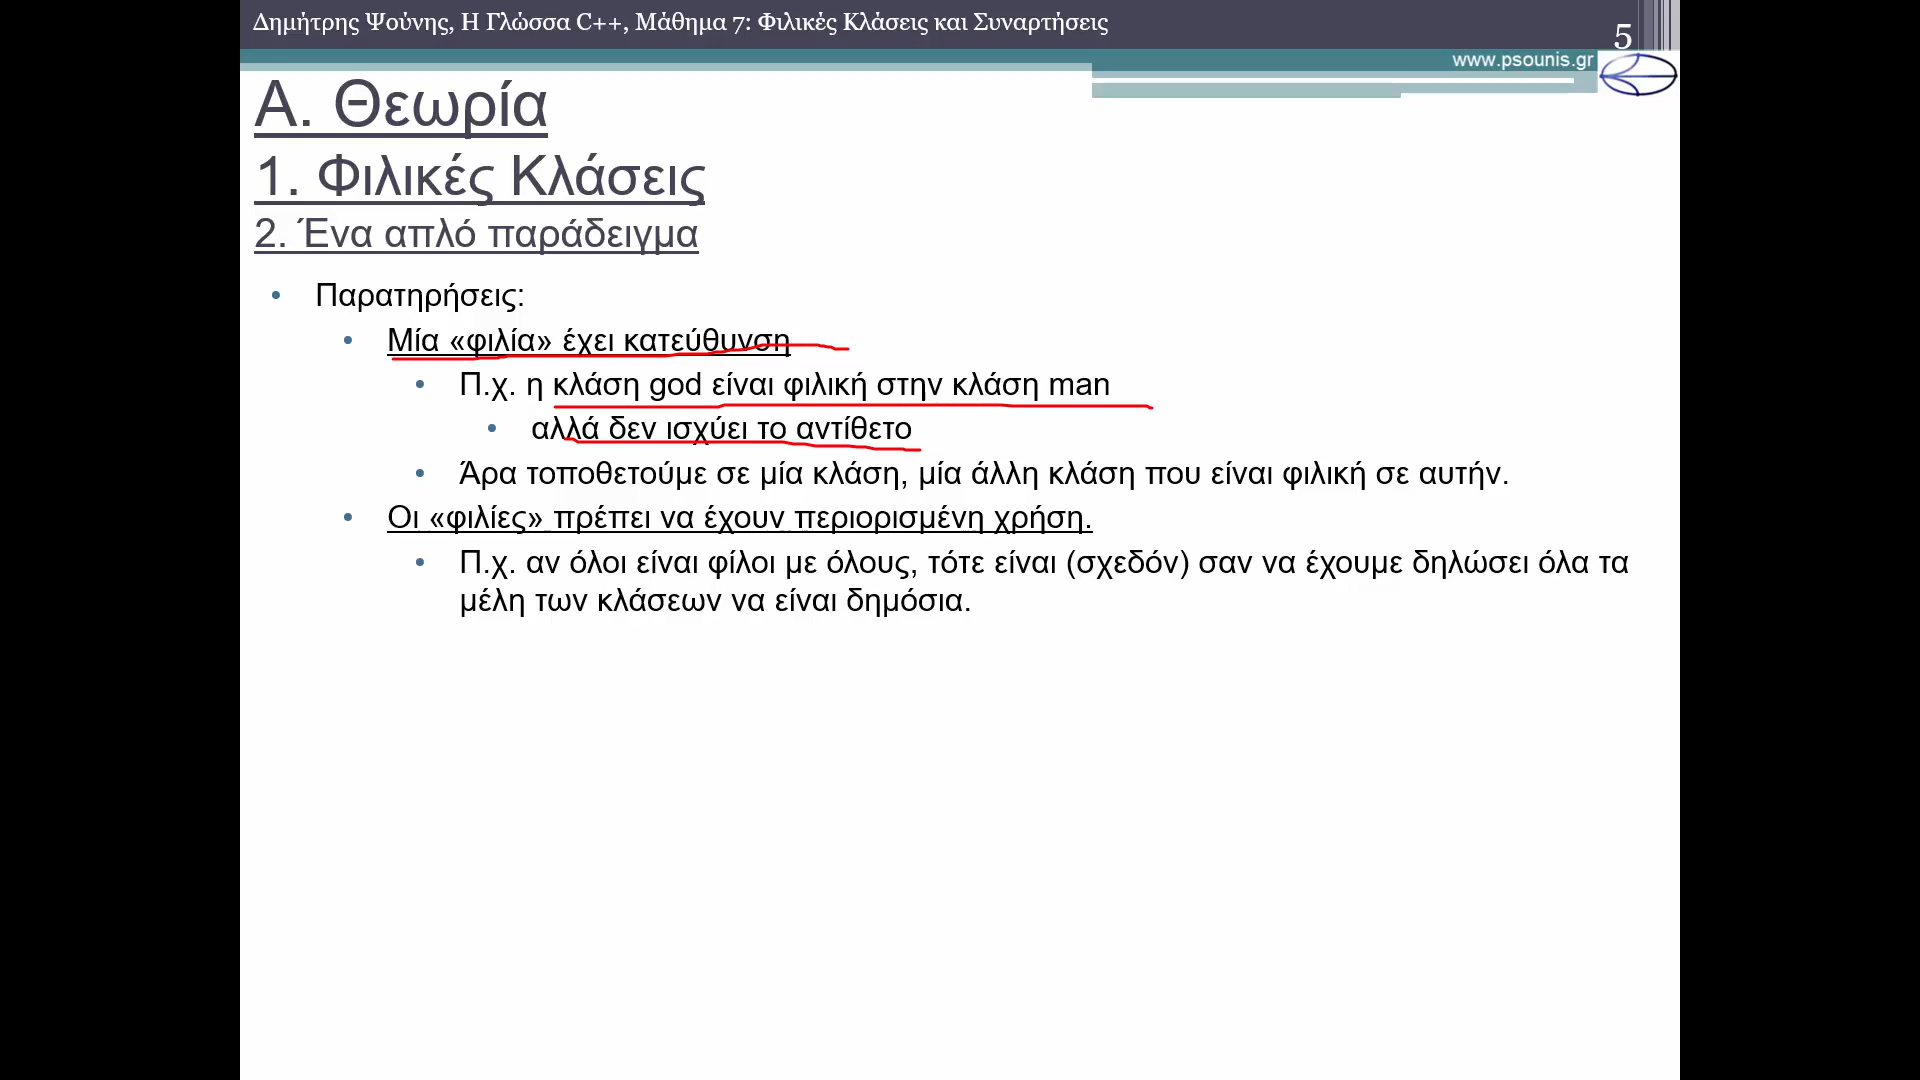 Δημήτρης Ψούνης, Η Γλώσσα C++, Μάθημα 7: Φιλικές Κλάσεις και Συναρτήσεις
5
www.psounis.gr
Α. Θεωρία
1. Φιλικές Κλάσεις
2. Ένα απλό παράδειγμα
• Παρατηρήσεις:
• Μία «φιλία» έχει κατεύθυνση
• Π.χ. η κλάση god είναι φιλική στην κλάση man
• αλλά δεν ισχύει το αντίθετο
• Άρα τοποθετούμε σε μία κλάση, μία άλλη κλάση που είναι φιλική σε αυτήν.
• Οι «φιλίες» πρέπει να έχουν περιορισμένη χρήση.
• Π.χ. αν όλοι είναι φίλοι με όλους, τότε είναι (σχεδόν) σαν να έχουμε δηλώσει όλα τα
μέλη των κλάσεων να είναι δημόσια.